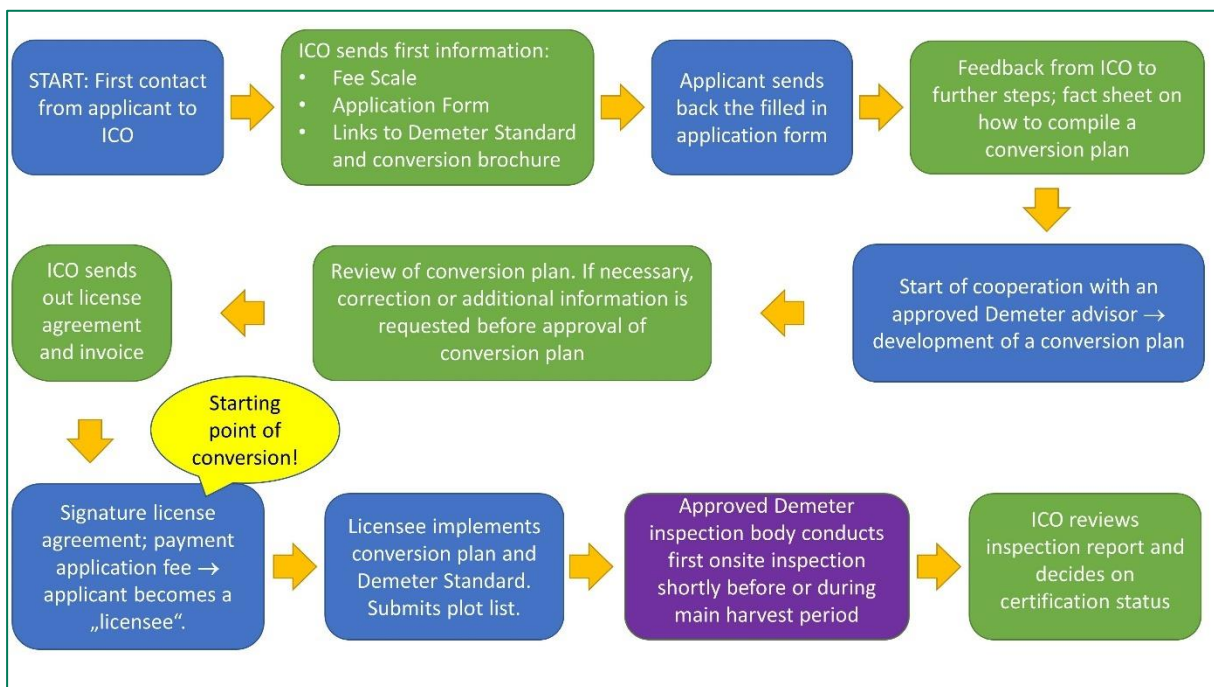 START: First contact
from applicant to
ICO
ICO sends first information:
• Fee Scale
• Application Form
• Links to Demeter Standard
and conversion brochure
Applicant sends
back the filled in
application form
Feedback from ICO to
further steps; fact sheet on
how to compile a
conversion plan
Start of cooperation with an
approved Demeter advisor →
development of a conversion plan
Review of conversion plan. If necessary,
correction or additional information is
requested before approval of
conversion plan
ICO sends
out license
agreement
and invoice
Starting
point of
conversion!
Signature license
agreement; payment
application fee →
applicant becomes a
„licensee“.
Licensee implements
conversion plan and
Demeter Standard.
Submits plot list.
Approved Demeter
inspection body conducts
first onsite inspection
shortly before or during
main harvest period
ICO reviews
inspection report and
decides on
certification status